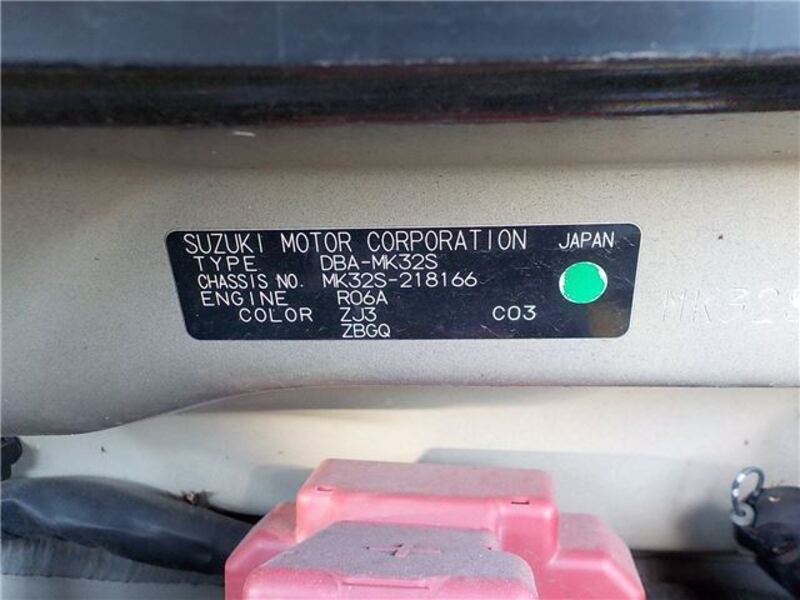 SUZUKI MOTOR CORPORATION JAPAN
TYPE DBA-MK32S
CHASSIS NO. MK32S-218166
ENGINE R06A
COLOR ZJ3 C03
ZBGQ
MK32S
+